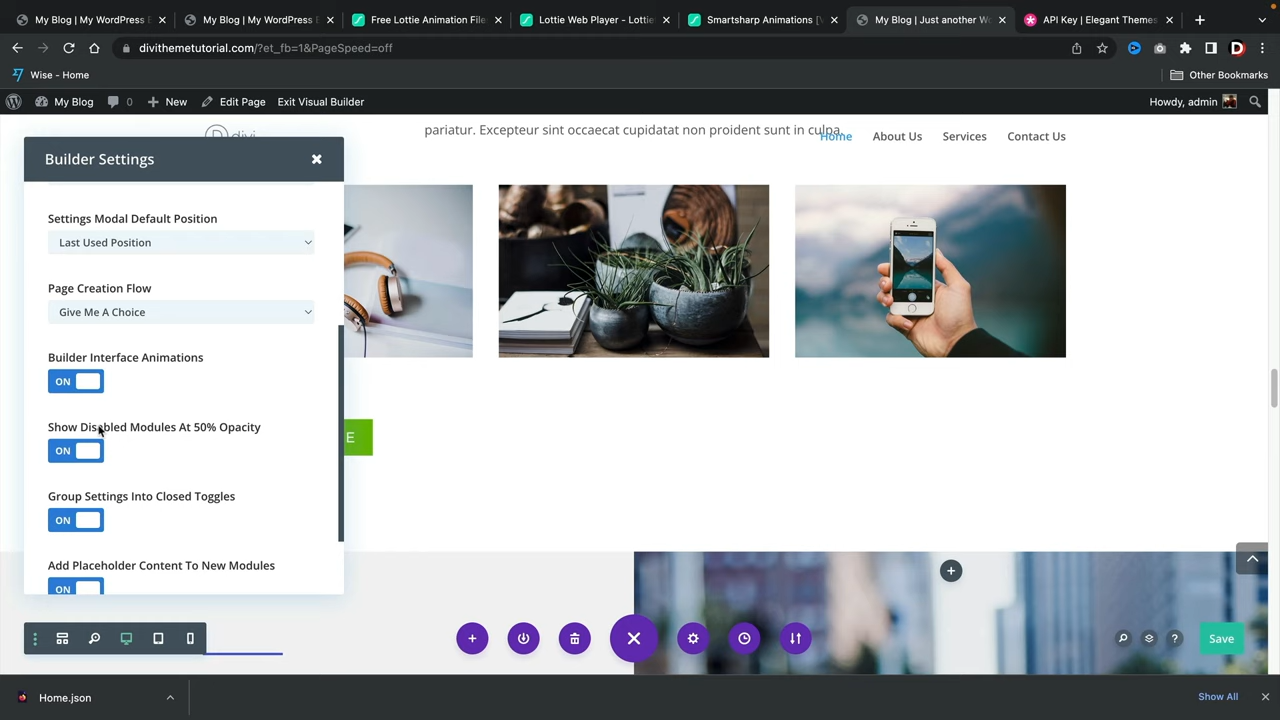 My Blog | My WordPress B
My Blog | My WordPress E
Free Lottie Animation File
Lottie Web Player - Lottie
Smartsharp Animations [V
My Blog | Just another W
API Key | Elegant Themes
divithemetutorial.com/?et_fb=1&PageSpeed=off
Wise - Home
Other Bookmarks
My Blog
0
New
Edit Page
Exit Visual Builder
Howdy, admin
pariatur. Excepteur sint occaecat cupidatat non proident sunt in culpa.
divi
Home
About Us
Services
Contact Us
Builder Settings
Settings Modal Default Position
Last Used Position
Page Creation Flow
Give Me A Choice
Builder Interface Animations
ON
Show Disabled Modules At 50% Opacity
ON
E
Group Settings Into Closed Toggles
ON
Add Placeholder Content To New Modules
ON
Save
Home.json
Show All